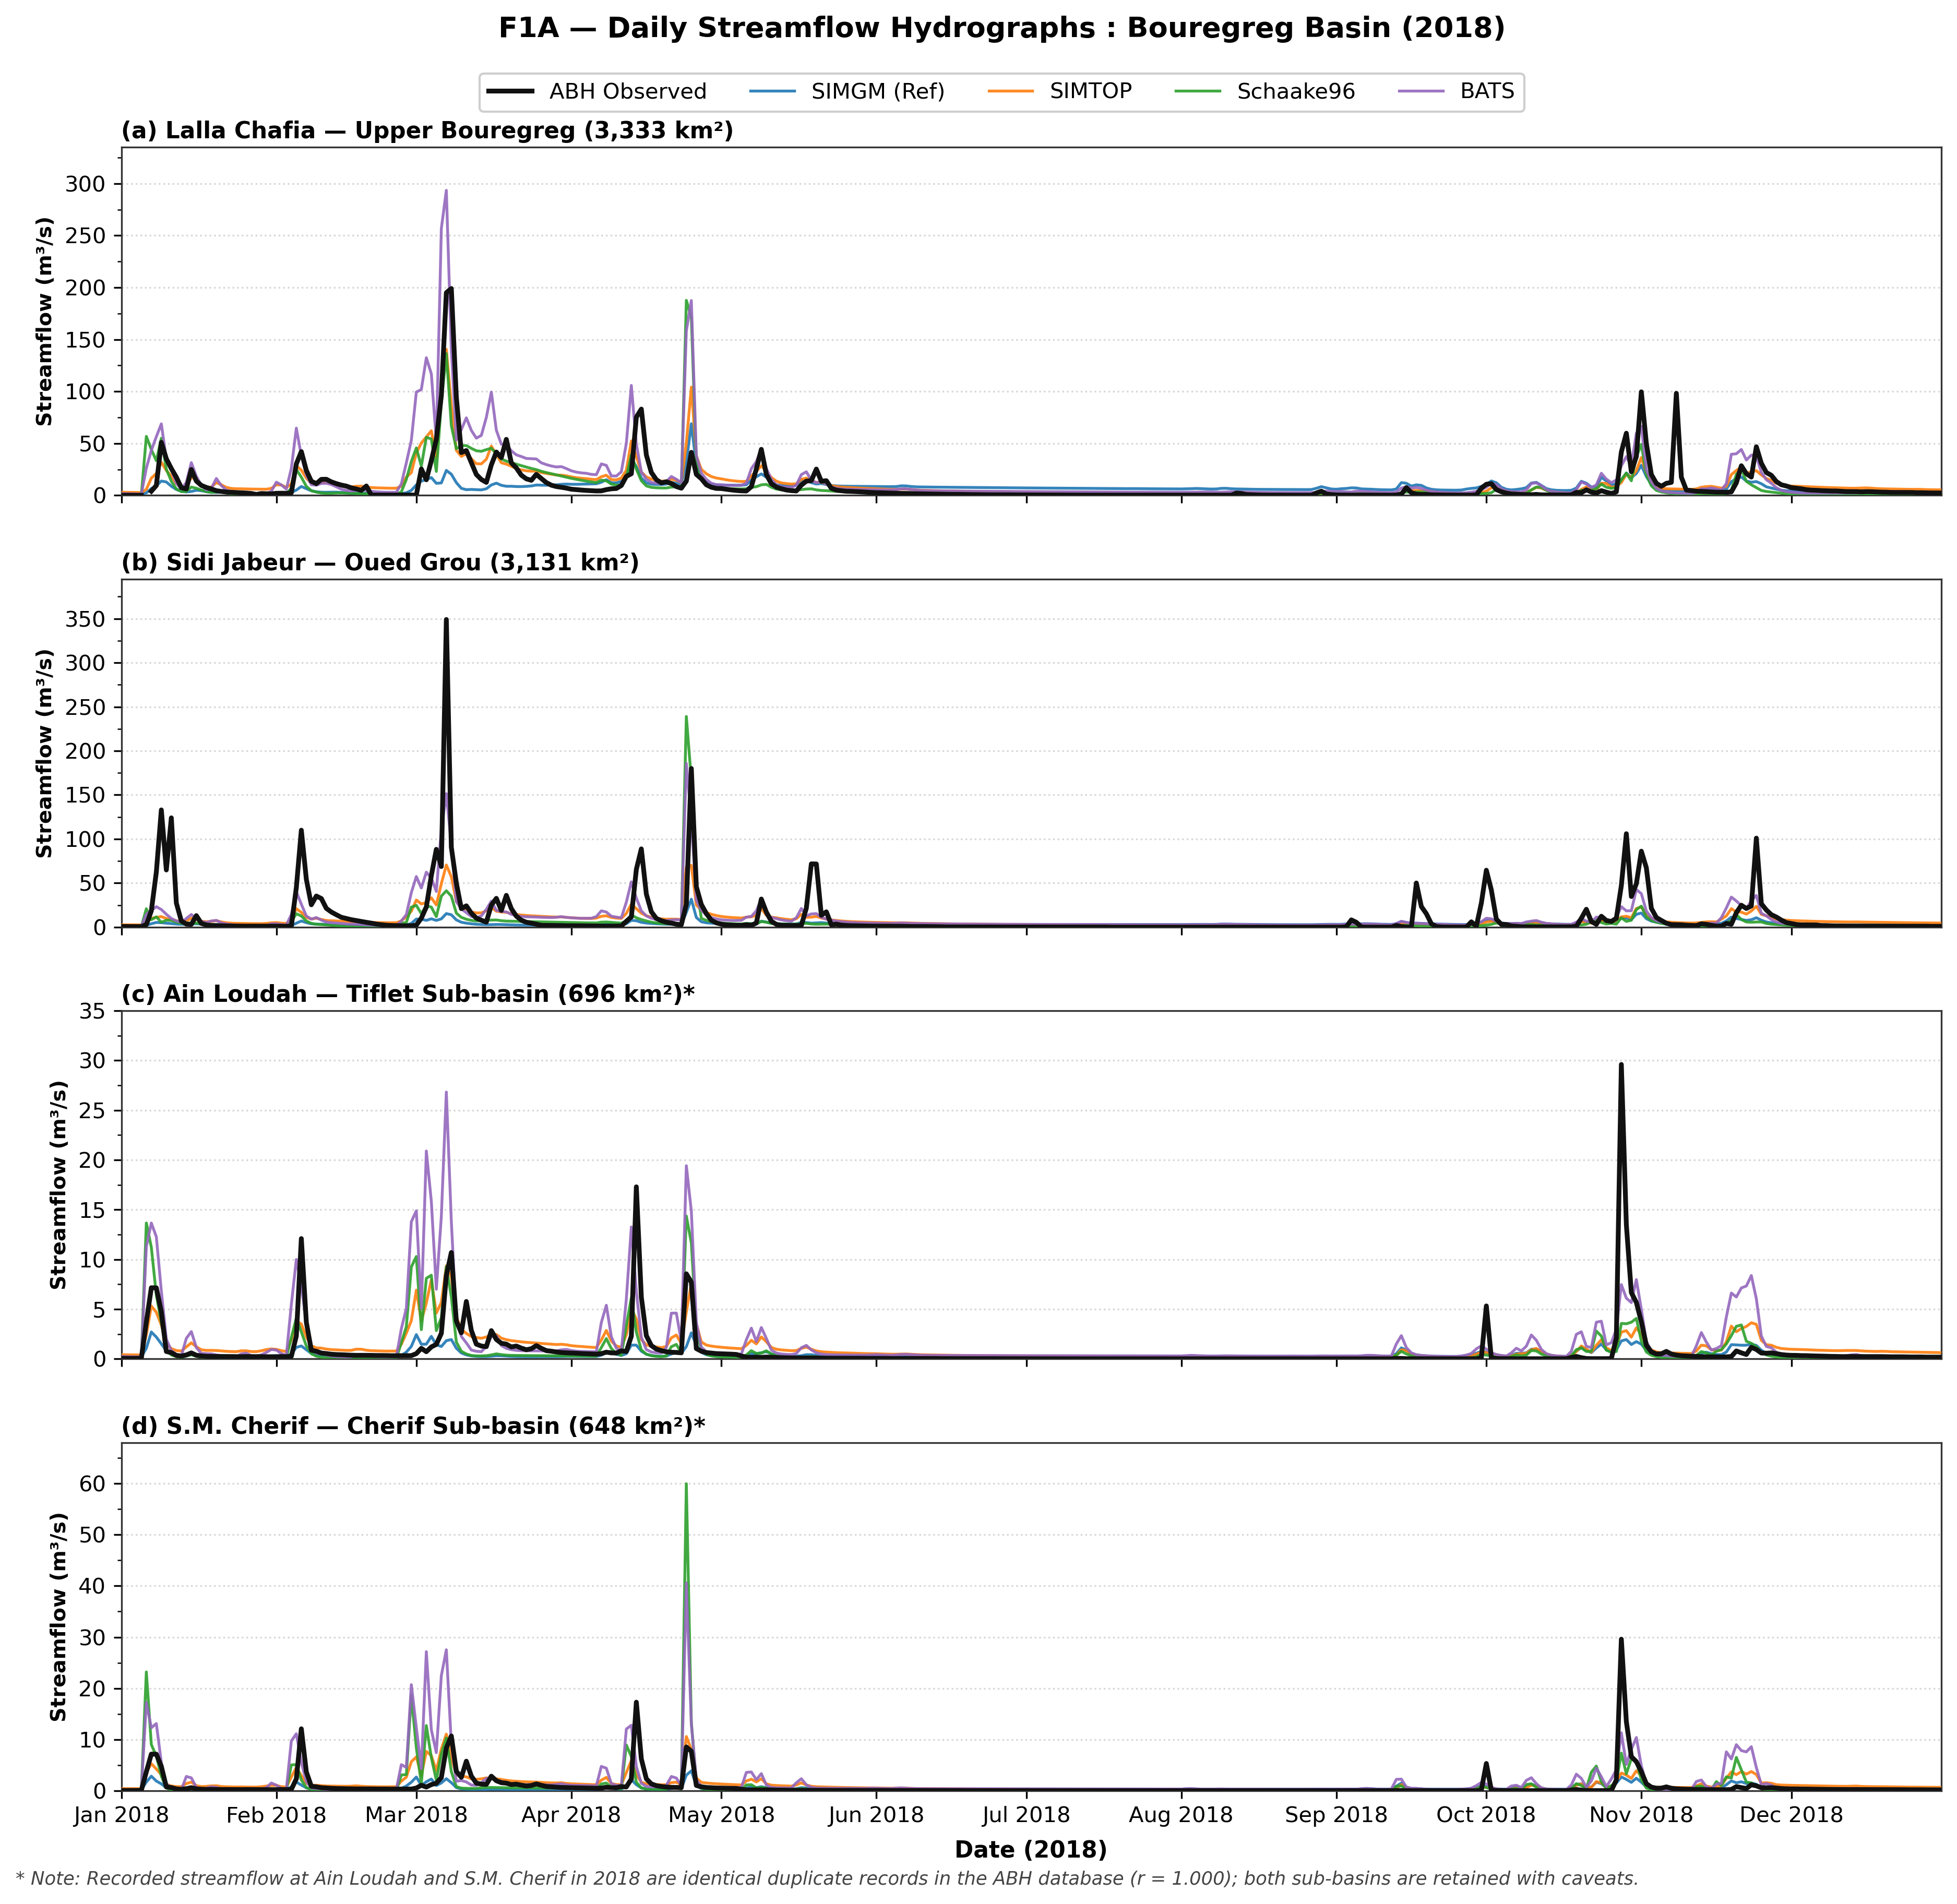 F1A — Daily Streamflow Hydrographs : Bouregreg Basin (2018)
ABH Observed SIMGM (Ref) SIMTOP Schaake96 BATS
(a) Lalla Chafia — Upper Bouregreg (3,333 km²)
Streamflow (m³/s)
300
250
200
150
100
50
0
(b) Sidi Jabeur — Oued Grou (3,131 km²)
Streamflow (m³/s)
350
300
250
200
150
100
50
0
(c) Ain Loudah — Tiflet Sub-basin (696 km²)*
Streamflow (m³/s)
35
30
25
20
15
10
5
0
(d) S.M. Cherif — Cherif Sub-basin (648 km²)*
Streamflow (m³/s)
60
50
40
30
20
10
0
Jan 2018 Feb 2018 Mar 2018 Apr 2018 May 2018 Jun 2018 Jul 2018 Aug 2018 Sep 2018 Oct 2018 Nov 2018 Dec 2018
Date (2018)
* Note: Recorded streamflow at Ain Loudah and S.M. Cherif in 2018 are identical duplicate records in the ABH database (r = 1.000); both sub-basins are retained with caveats.